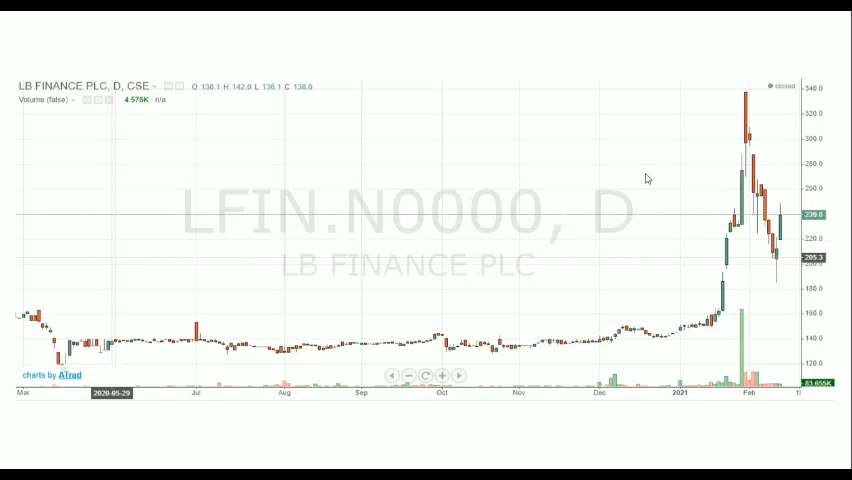 LB FINANCE PLC, D, CSE
O 136.1 H 142.0 L 136.1 C 138.6
closed
Volume (false) 4.576K n/a
340.0
320.0
300.0
280.0
260.0
239.8
220.0
205.3
200.0
180.0
160.0
140.0
120.0
LFIN.N0000, D
LB FINANCE PLC
charts by ATrad
83.655K
Mar 2020-05-29 Jul Aug Sep Oct Nov Dec 2021 Feb